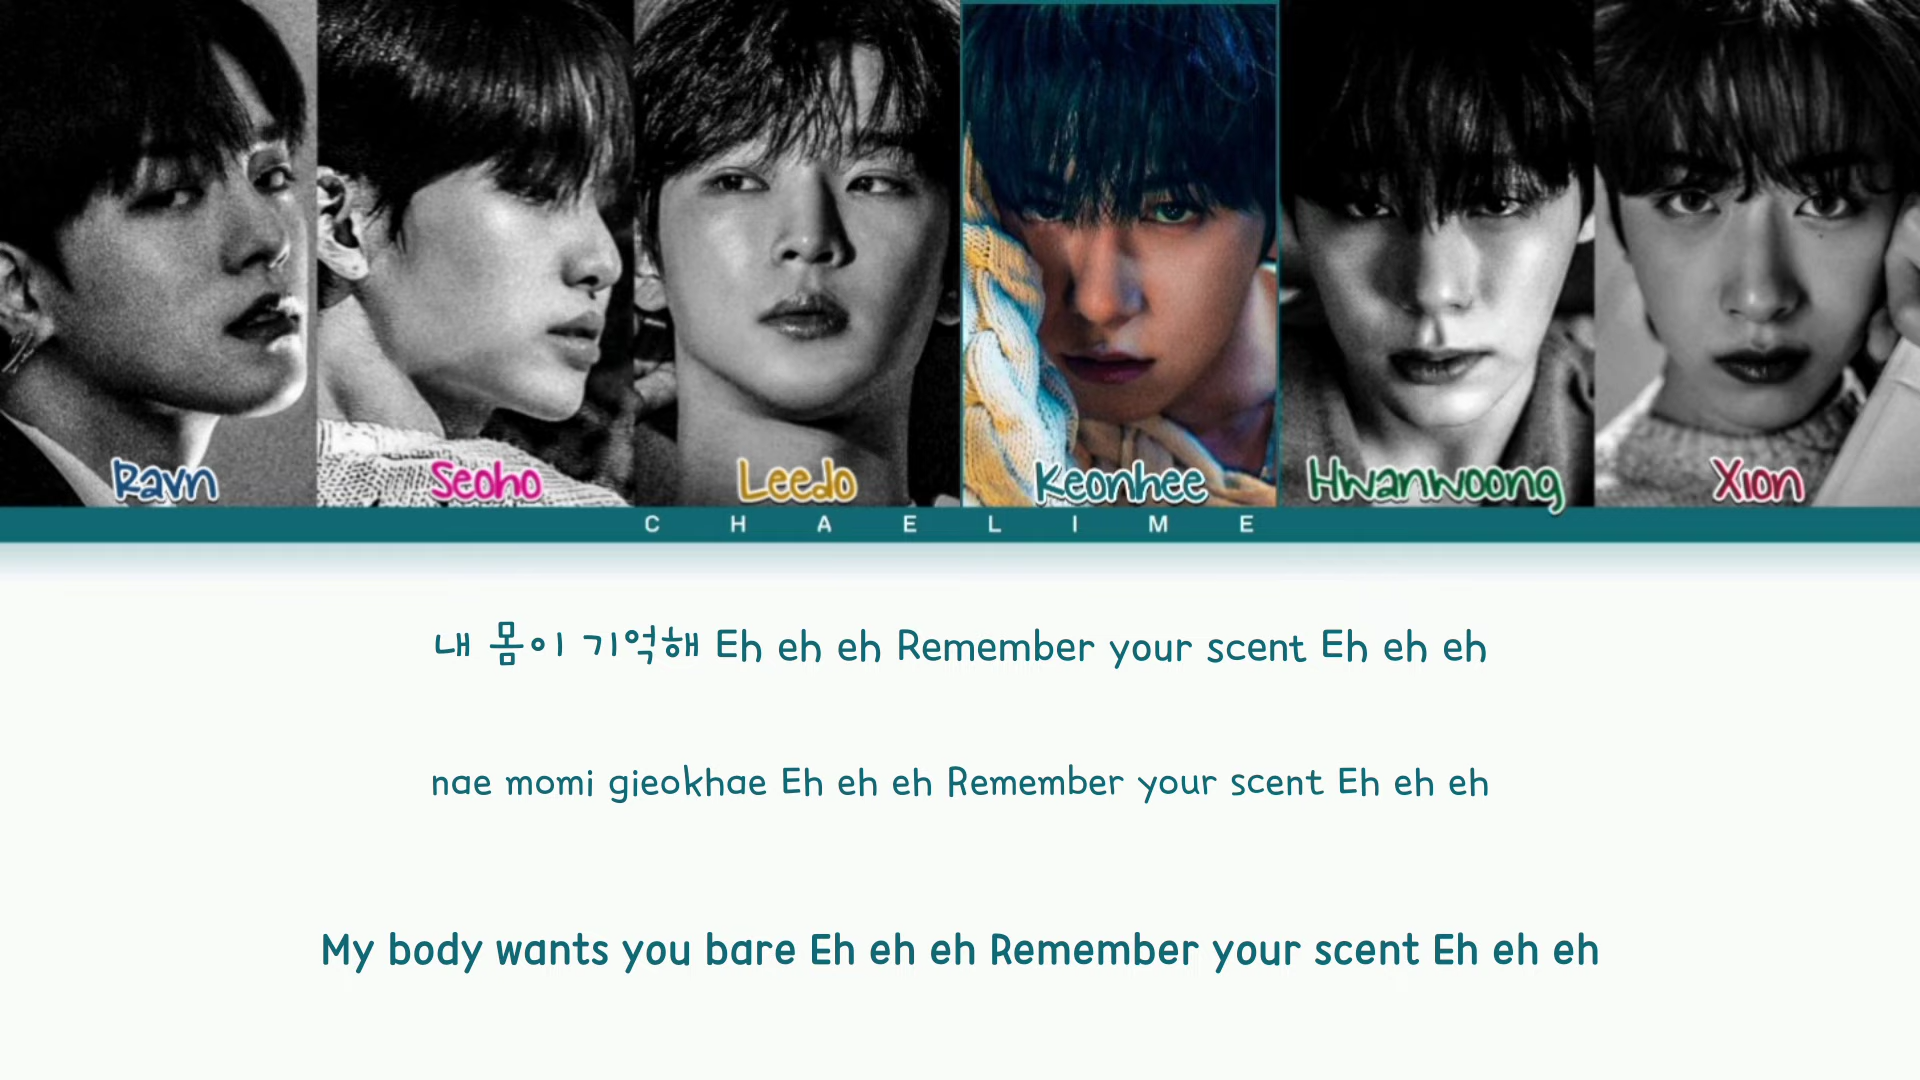 Ravn Seoho Leedo Keonhee Hwanwoong Xion
CHAELIME
내 몸이 기억해 Eh eh eh Remember your scent Eh eh eh
nae momi gieokhae Eh eh eh Remember your scent Eh eh eh
My body wants you bare Eh eh eh Remember your scent Eh eh eh